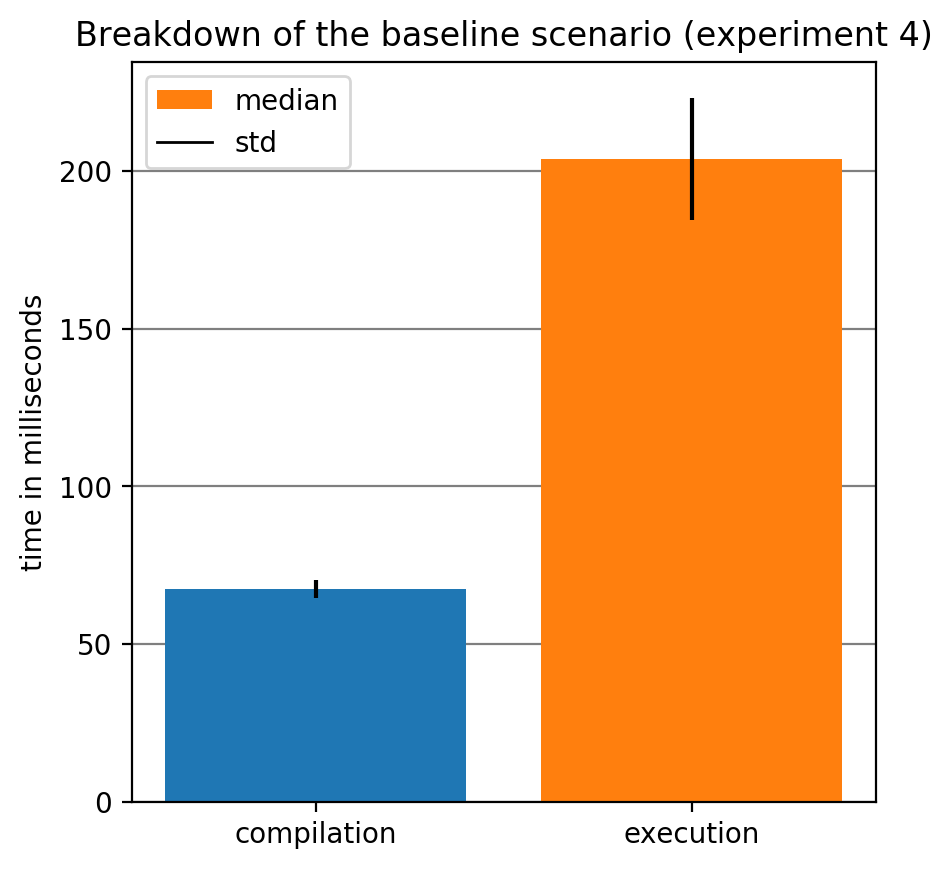 Breakdown of the baseline scenario (experiment 4)
median
std
200
150
100
50
0
time in milliseconds
compilation
execution